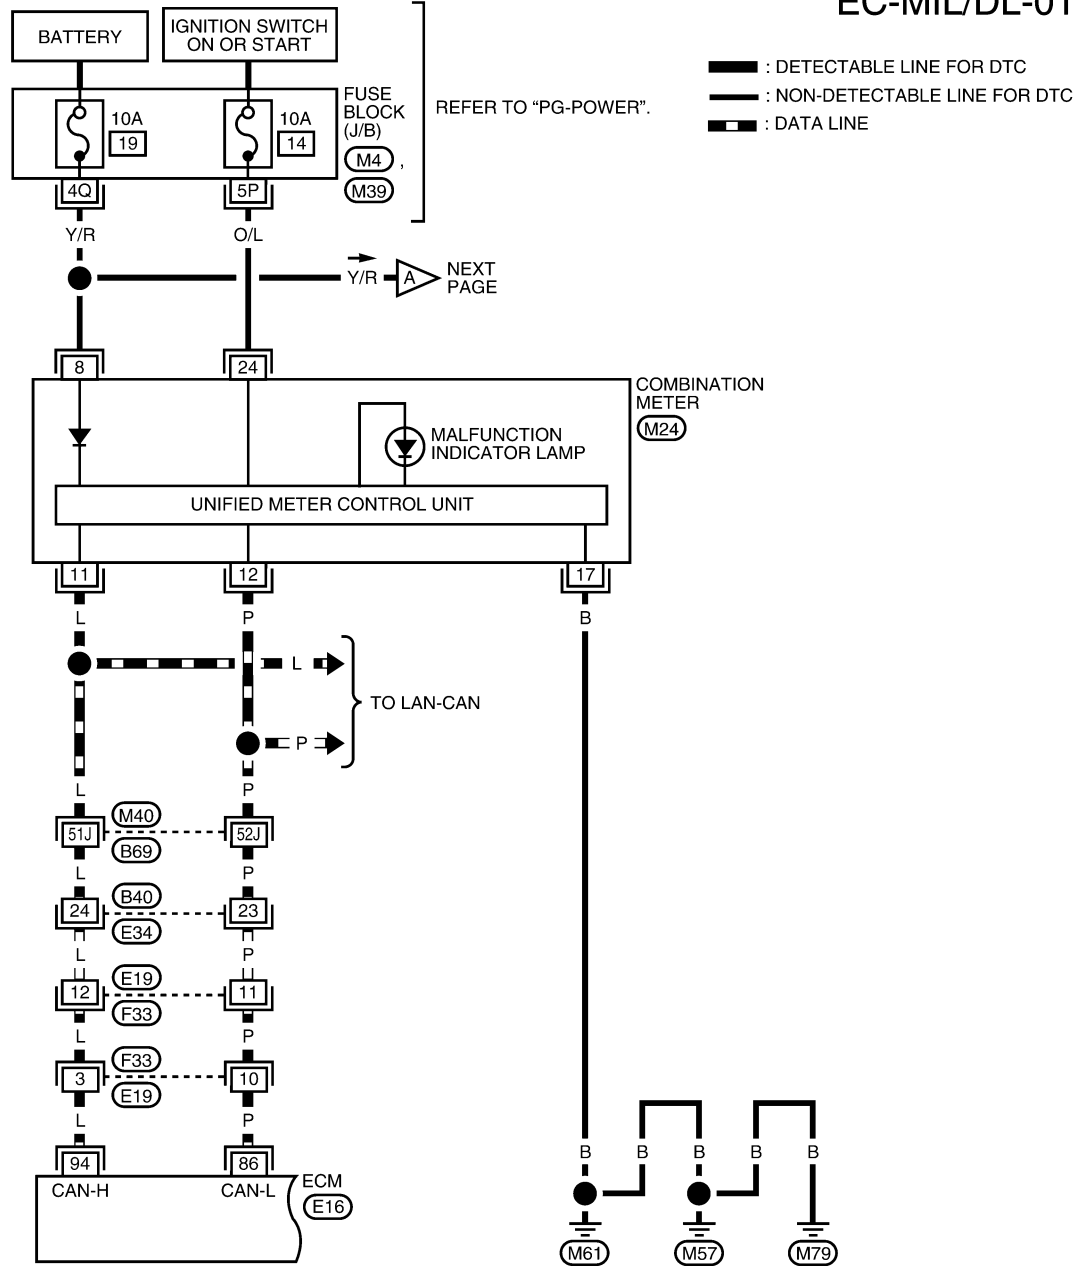 EC-MIL/DL-01
BATTERY
IGNITION SWITCH
ON OR START
: DETECTABLE LINE FOR DTC
: NON-DETECTABLE LINE FOR DTC
: DATA LINE
10A
19
10A
14
FUSE
BLOCK
(J/B)
M4 ,
M39
REFER TO “PG-POWER”.
4Q
5P
Y/R
O/L
Y/R
A
NEXT
PAGE
8
24
COMBINATION
METER
M24
MALFUNCTION
INDICATOR LAMP
UNIFIED METER CONTROL UNIT
11
12
17
L
P
B
L
P
TO LAN-CAN
L
P
51J
M40
B69
52J
L
P
24
B40
E34
23
L
P
12
E19
F33
11
L
P
3
F33
E19
10
L
P
94
86
CAN-H
CAN-L
ECM
E16
B
B
B
B
B
M61
M57
M79